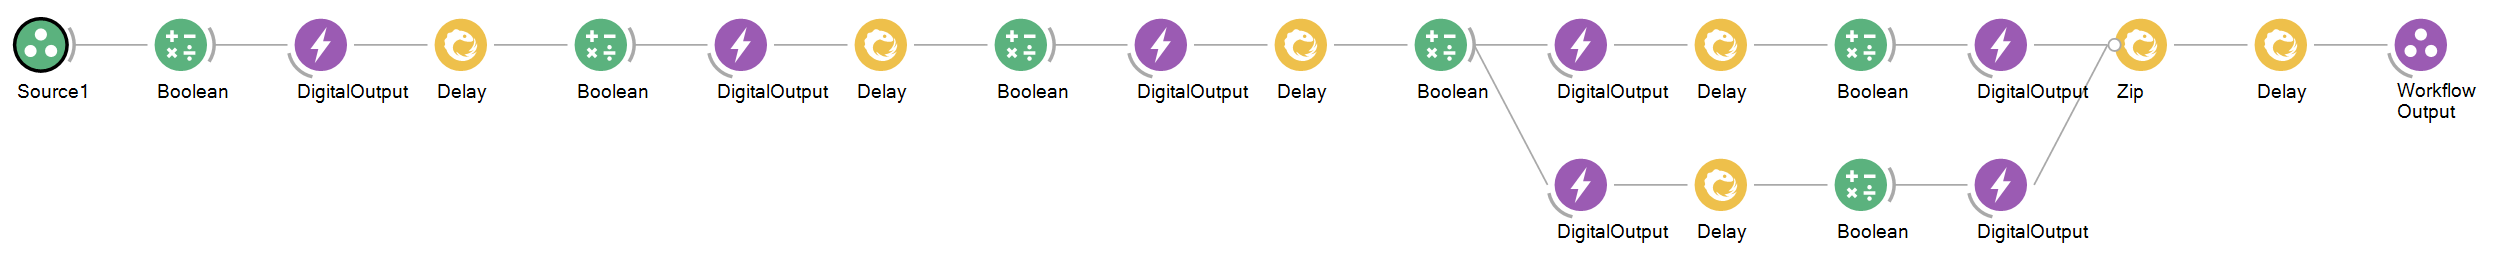 Source1
Boolean
DigitalOutput
Delay
Boolean
DigitalOutput
Delay
Boolean
DigitalOutput
Delay
Boolean
DigitalOutput
Delay
Boolean
DigitalOutput
Zip
Delay
Workflow
Output
DigitalOutput
Delay
Boolean
DigitalOutput